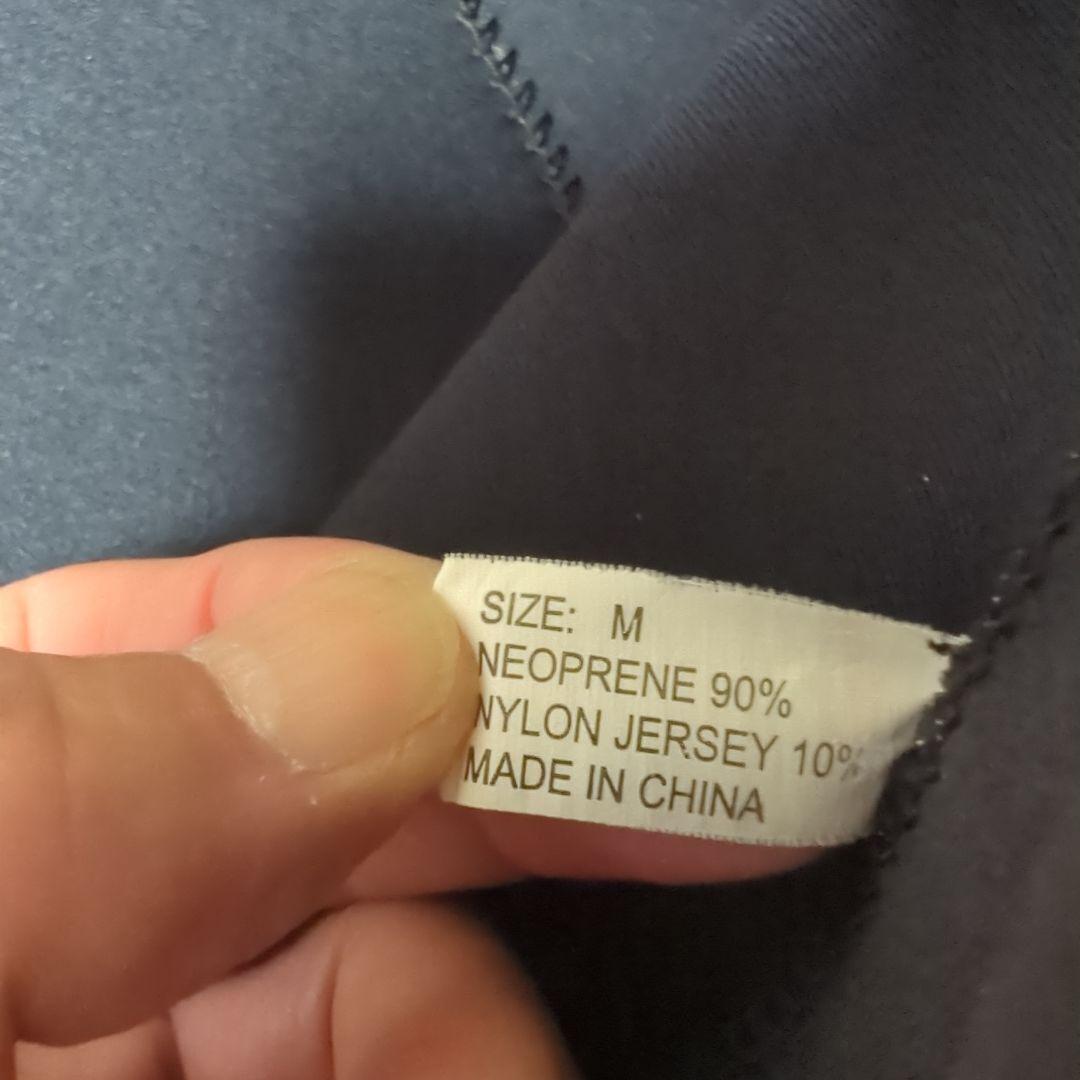 SIZE: M
NEOPRENE 90%
NYLON JERSEY 10%
MADE IN CHINA